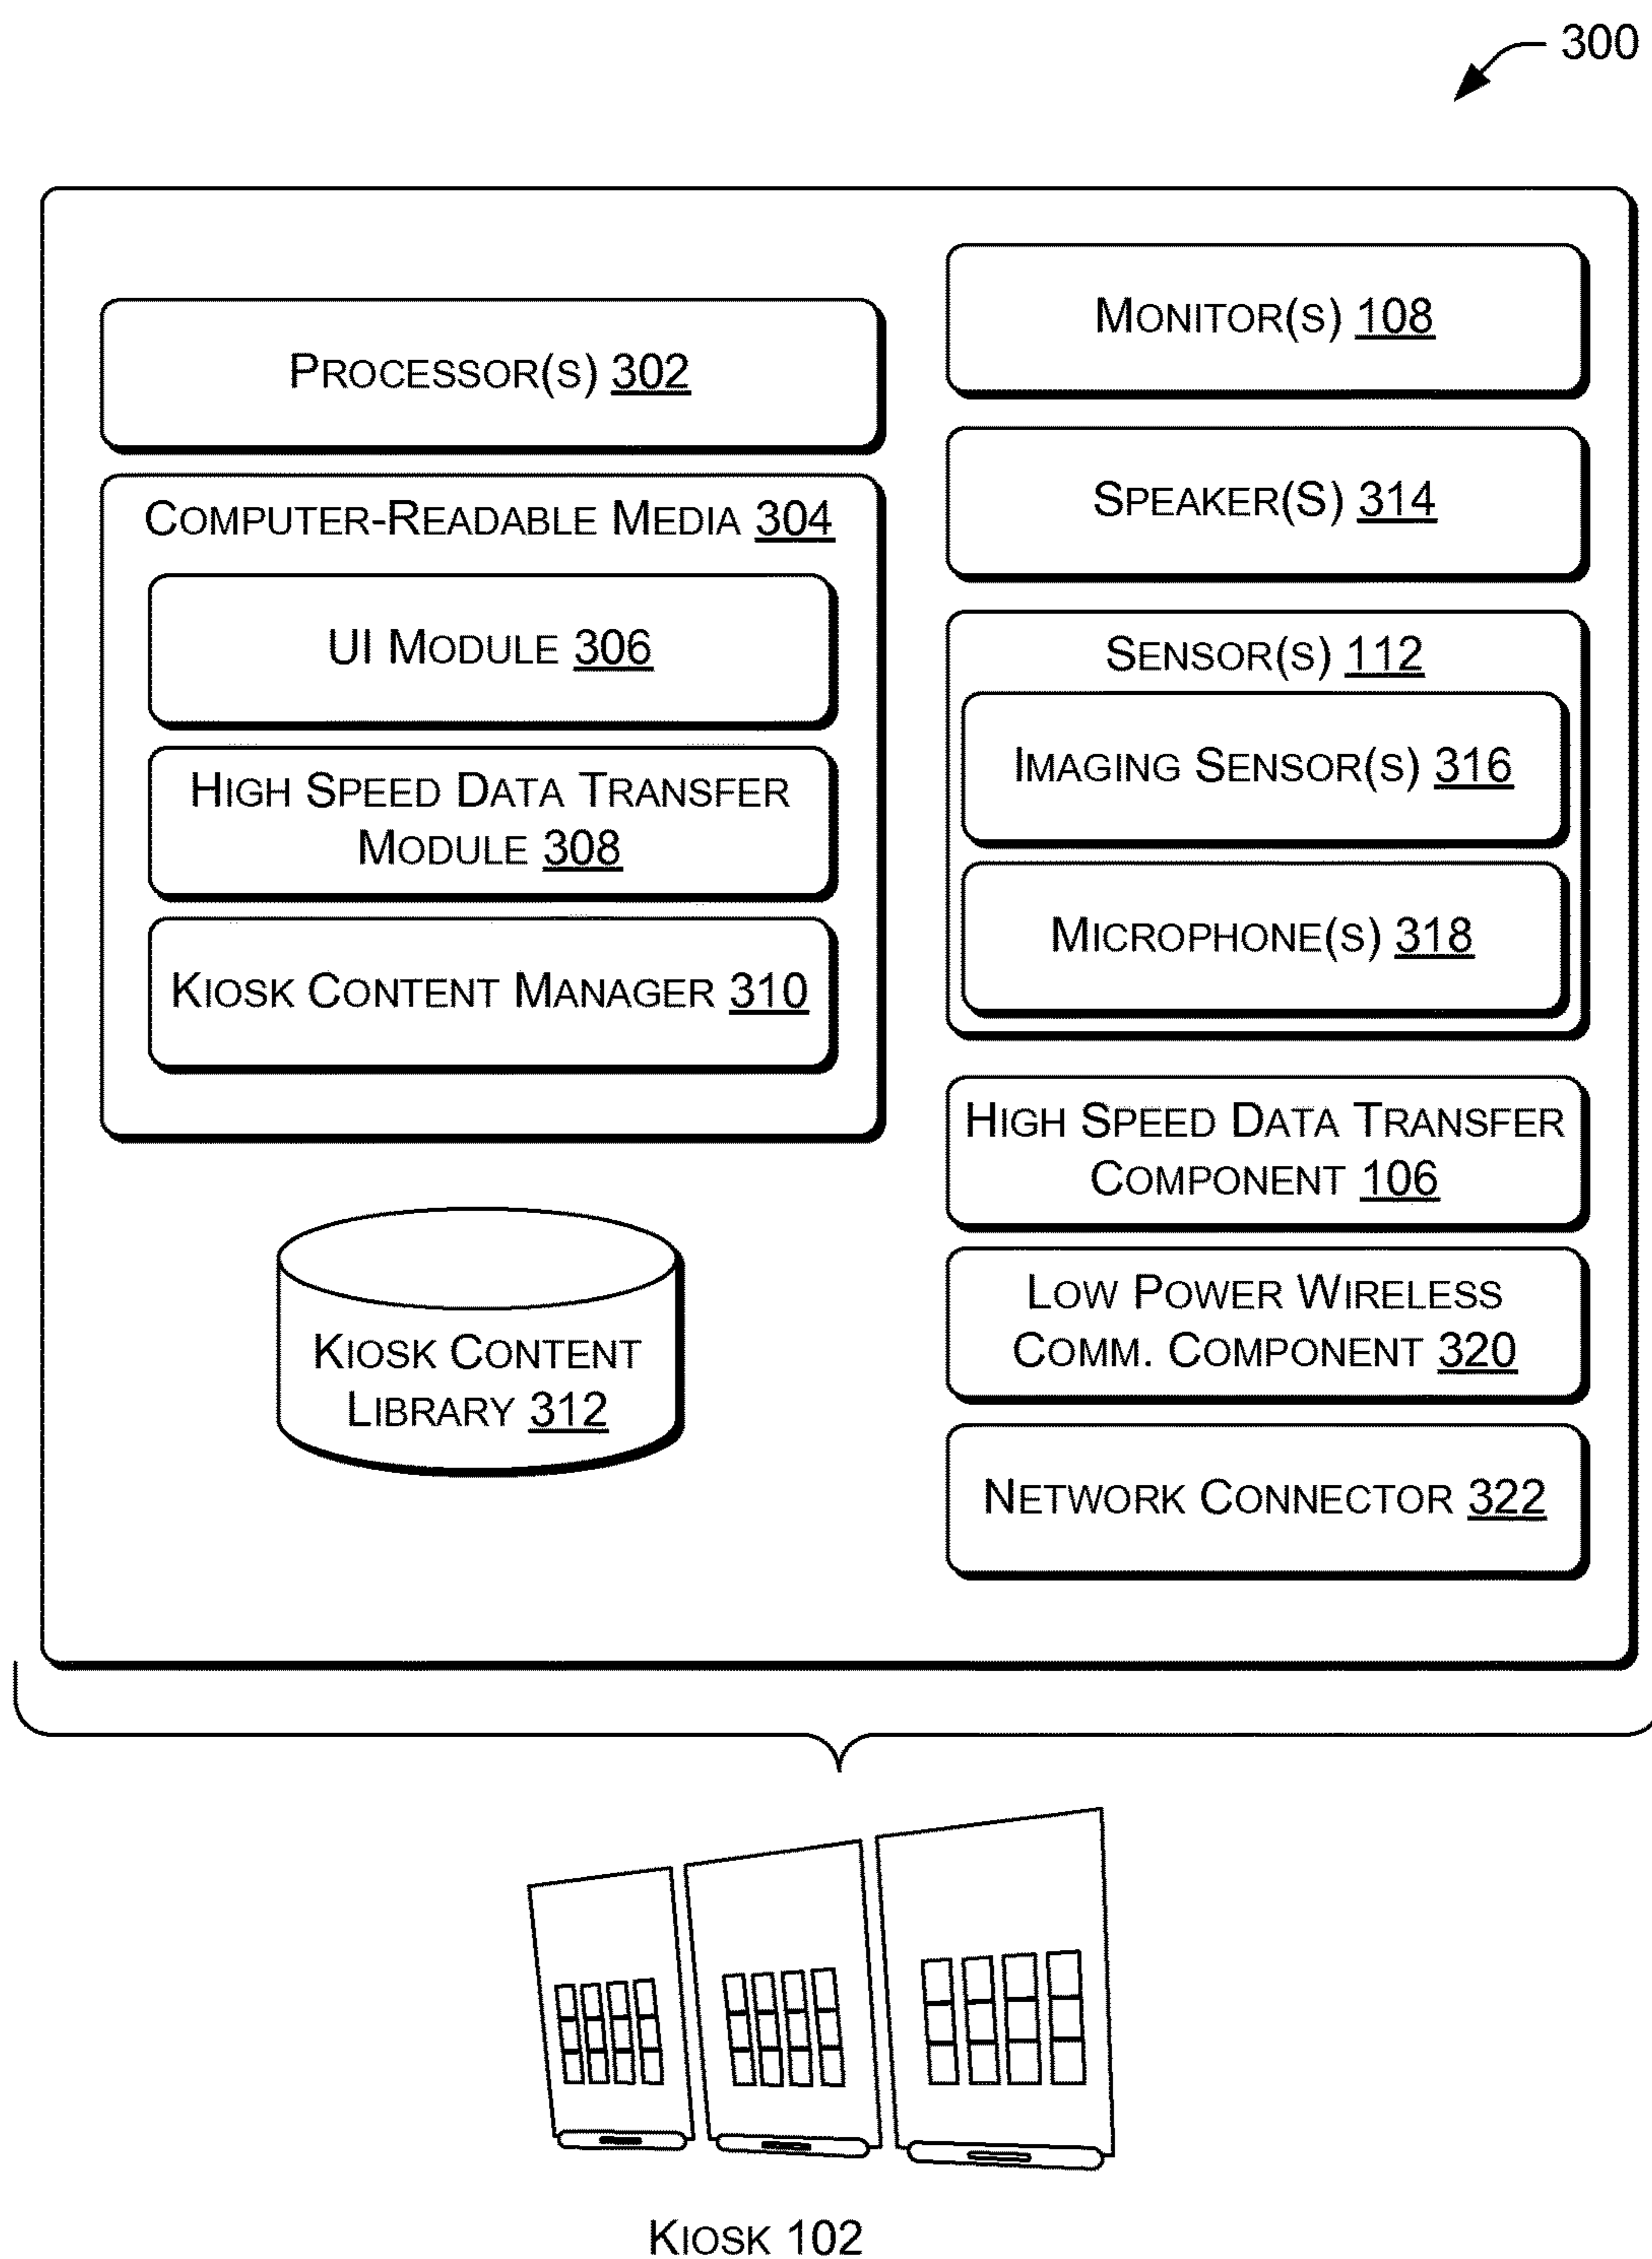 300
PROCESSOR(S) 302
COMPUTER-READABLE MEDIA 304
UI MODULE 306
HIGH SPEED DATA TRANSFER
MODULE 308
KIOSK CONTENT MANAGER 310
KIOSK CONTENT
LIBRARY 312
MONITOR(S) 108
SPEAKER(S) 314
SENSOR(S) 112
IMAGING SENSOR(S) 316
MICROPHONE(S) 318
HIGH SPEED DATA TRANSFER
COMPONENT 106
LOW POWER WIRELESS
COMM. COMPONENT 320
NETWORK CONNECTOR 322
KIOSK 102